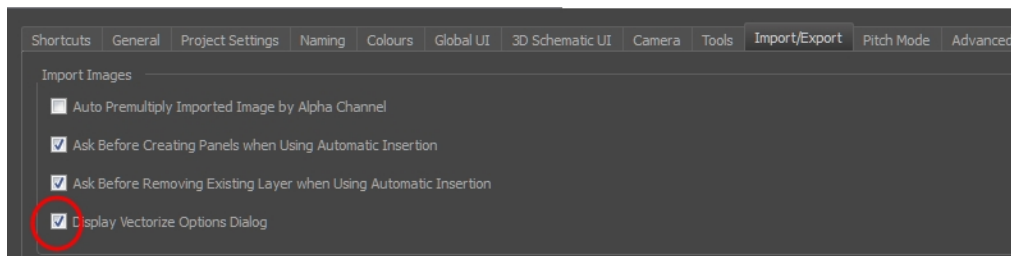 Shortcuts General Project Settings Naming Colours Global UI 3D Schematic UI Camera Tools Import/Export Pitch Mode Advanced
Import Images
Auto Premultiply Imported Image by Alpha Channel
Ask Before Creating Panels when Using Automatic Insertion
Ask Before Removing Existing Layer when Using Automatic Insertion
Display Vectorize Options Dialog